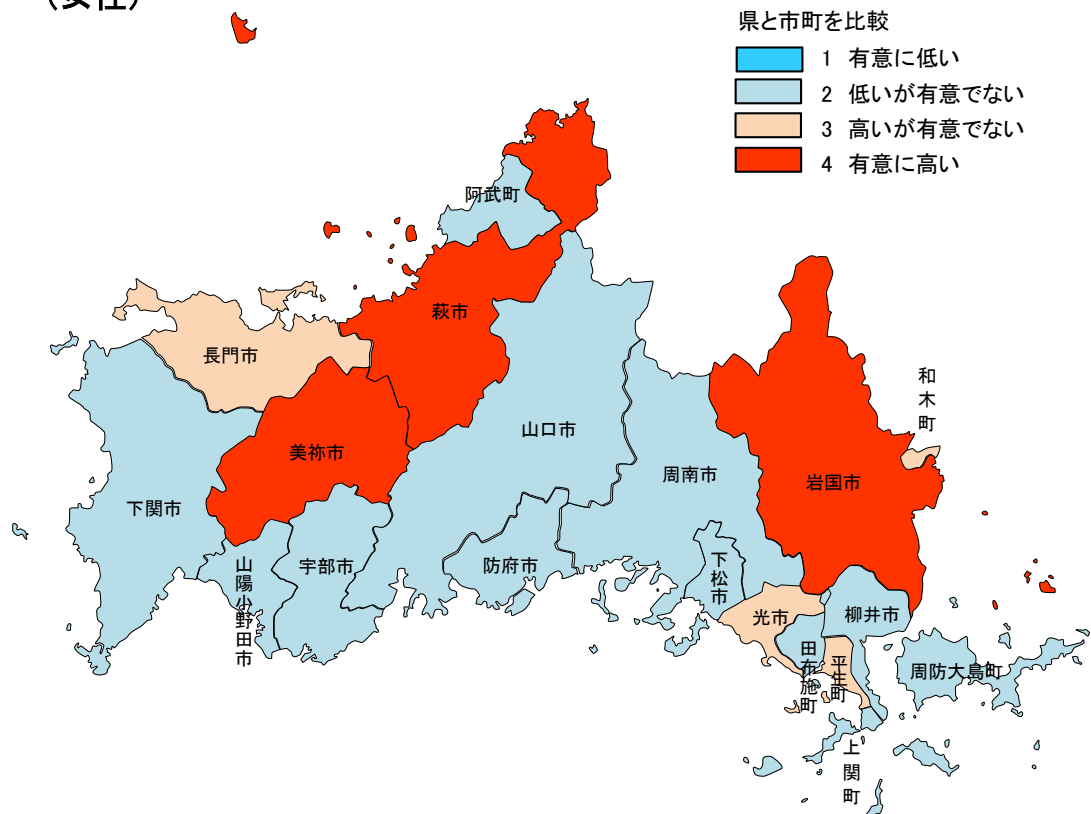 （女性）
県と市町を比較
1 有意に低い
2 低いが有意でない
3 高いが有意でない
4 有意に高い
阿武町
萩市
長門市
和木町
山口市
美祢市
周南市
岩国市
下関市
宇部市
防府市
下松市
山陽小野田市
光市
柳井市
田布施町
平生町
周防大島町
上関町